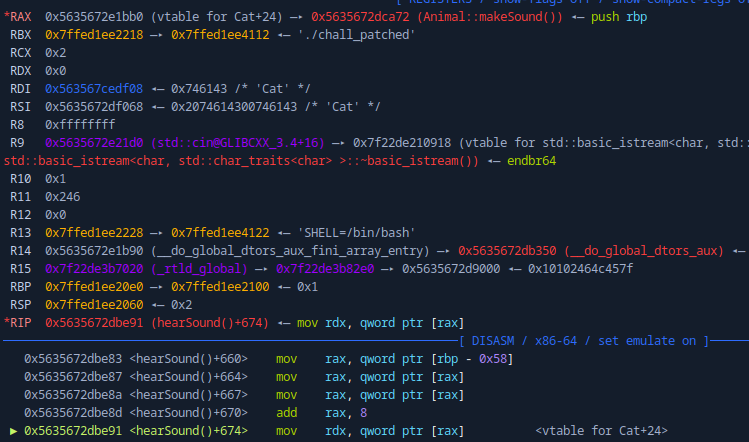 [ REGISTERS / show-flags off / show-compact-regs of
*RAX 0x5635672e1bb0 (vtable for Cat+24) —▸ 0x5635672dca72 (Animal::makeSound()) ◂— push rbp
RBX 0x7ffed1ee2218 —▸ 0x7ffed1ee4112 ◂— './chall_patched'
RCX 0x2
RDX 0x0
RDI 0x563567cedf08 ◂— 0x746143 /* 'Cat' */
RSI 0x5635672df068 ◂— 0x2074614300746143 /* 'Cat' */
R8 0xffffffff
R9 0x5635672e21d0 (std::cin@GLIBCXX_3.4+16) —▸ 0x7f22de210918 (vtable for std::basic_istream<char, std::
std::basic_istream<char, std::char_traits<char> >::~basic_istream()) ◂— endbr64
R10 0x1
R11 0x246
R12 0x0
R13 0x7ffed1ee2228 —▸ 0x7ffed1ee4122 ◂— 'SHELL=/bin/bash'
R14 0x5635672e1b90 (__do_global_dtors_aux_fini_array_entry) —▸ 0x5635672db350 (__do_global_dtors_aux) ◂—
R15 0x7f22de3b7020 (_rtld_global) —▸ 0x7f22de3b82e0 —▸ 0x5635672d9000 ◂— 0x10102464c457f
RBP 0x7ffed1ee20e0 —▸ 0x7ffed1ee2100 ◂— 0x1
RSP 0x7ffed1ee2060 ◂— 0x2
*RIP 0x5635672dbe91 (hearSound()+674) ◂— mov rdx, qword ptr [rax]
[ DISASM / x86-64 / set emulate on ]
0x5635672dbe83 <hearSound()+660> mov rax, qword ptr [rbp - 0x58]
0x5635672dbe87 <hearSound()+664> mov rax, qword ptr [rax]
0x5635672dbe8a <hearSound()+667> mov rax, qword ptr [rax]
0x5635672dbe8d <hearSound()+670> add rax, 8
► 0x5635672dbe91 <hearSound()+674> mov rdx, qword ptr [rax] <vtable for Cat+24>